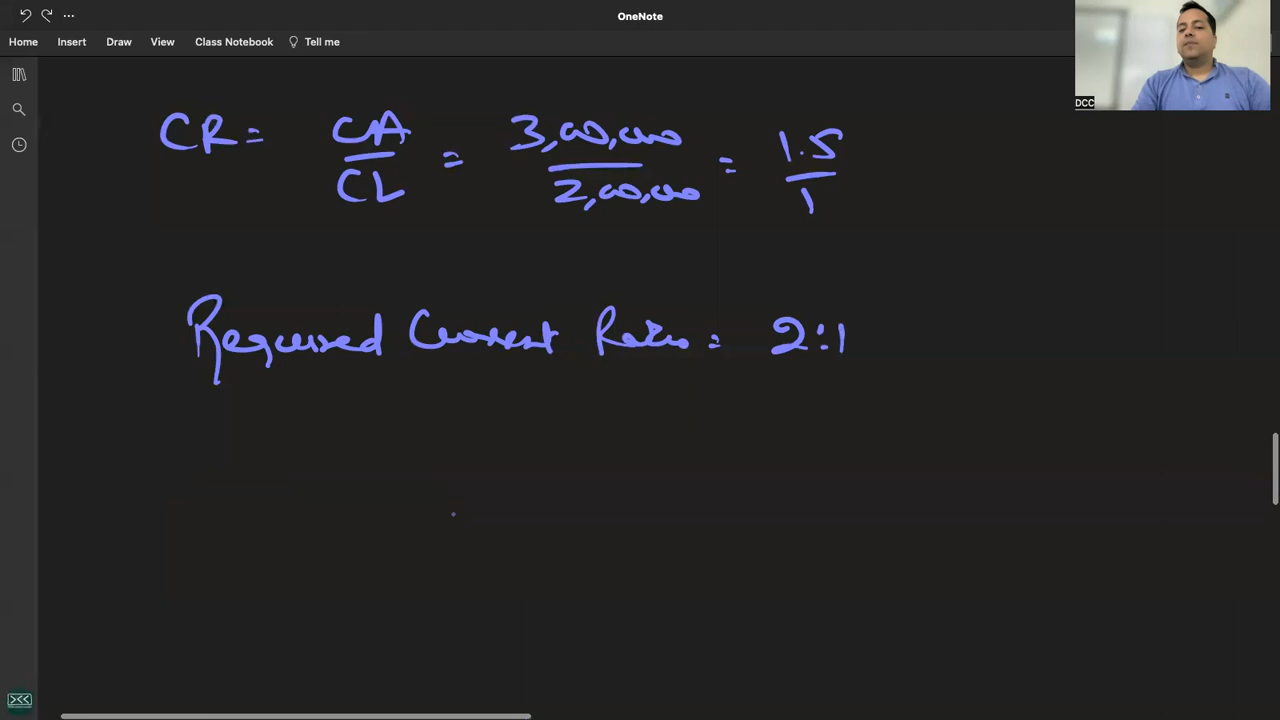 OneNote
Home Insert Draw View Class Notebook Tell me
DCC
CR = CA / CL = 3,00,000 / 2,00,000 = 1.5 / 1
Required Current Ratio = 2:1